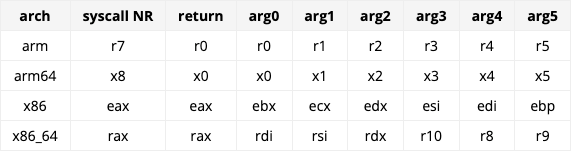 arch syscall NR return arg0 arg1 arg2 arg3 arg4 arg5
arm r7 r0 r0 r1 r2 r3 r4 r5
arm64 x8 x0 x0 x1 x2 x3 x4 x5
x86 eax eax ebx ecx edx esi edi ebp
x86_64 rax rax rdi rsi rdx r10 r8 r9